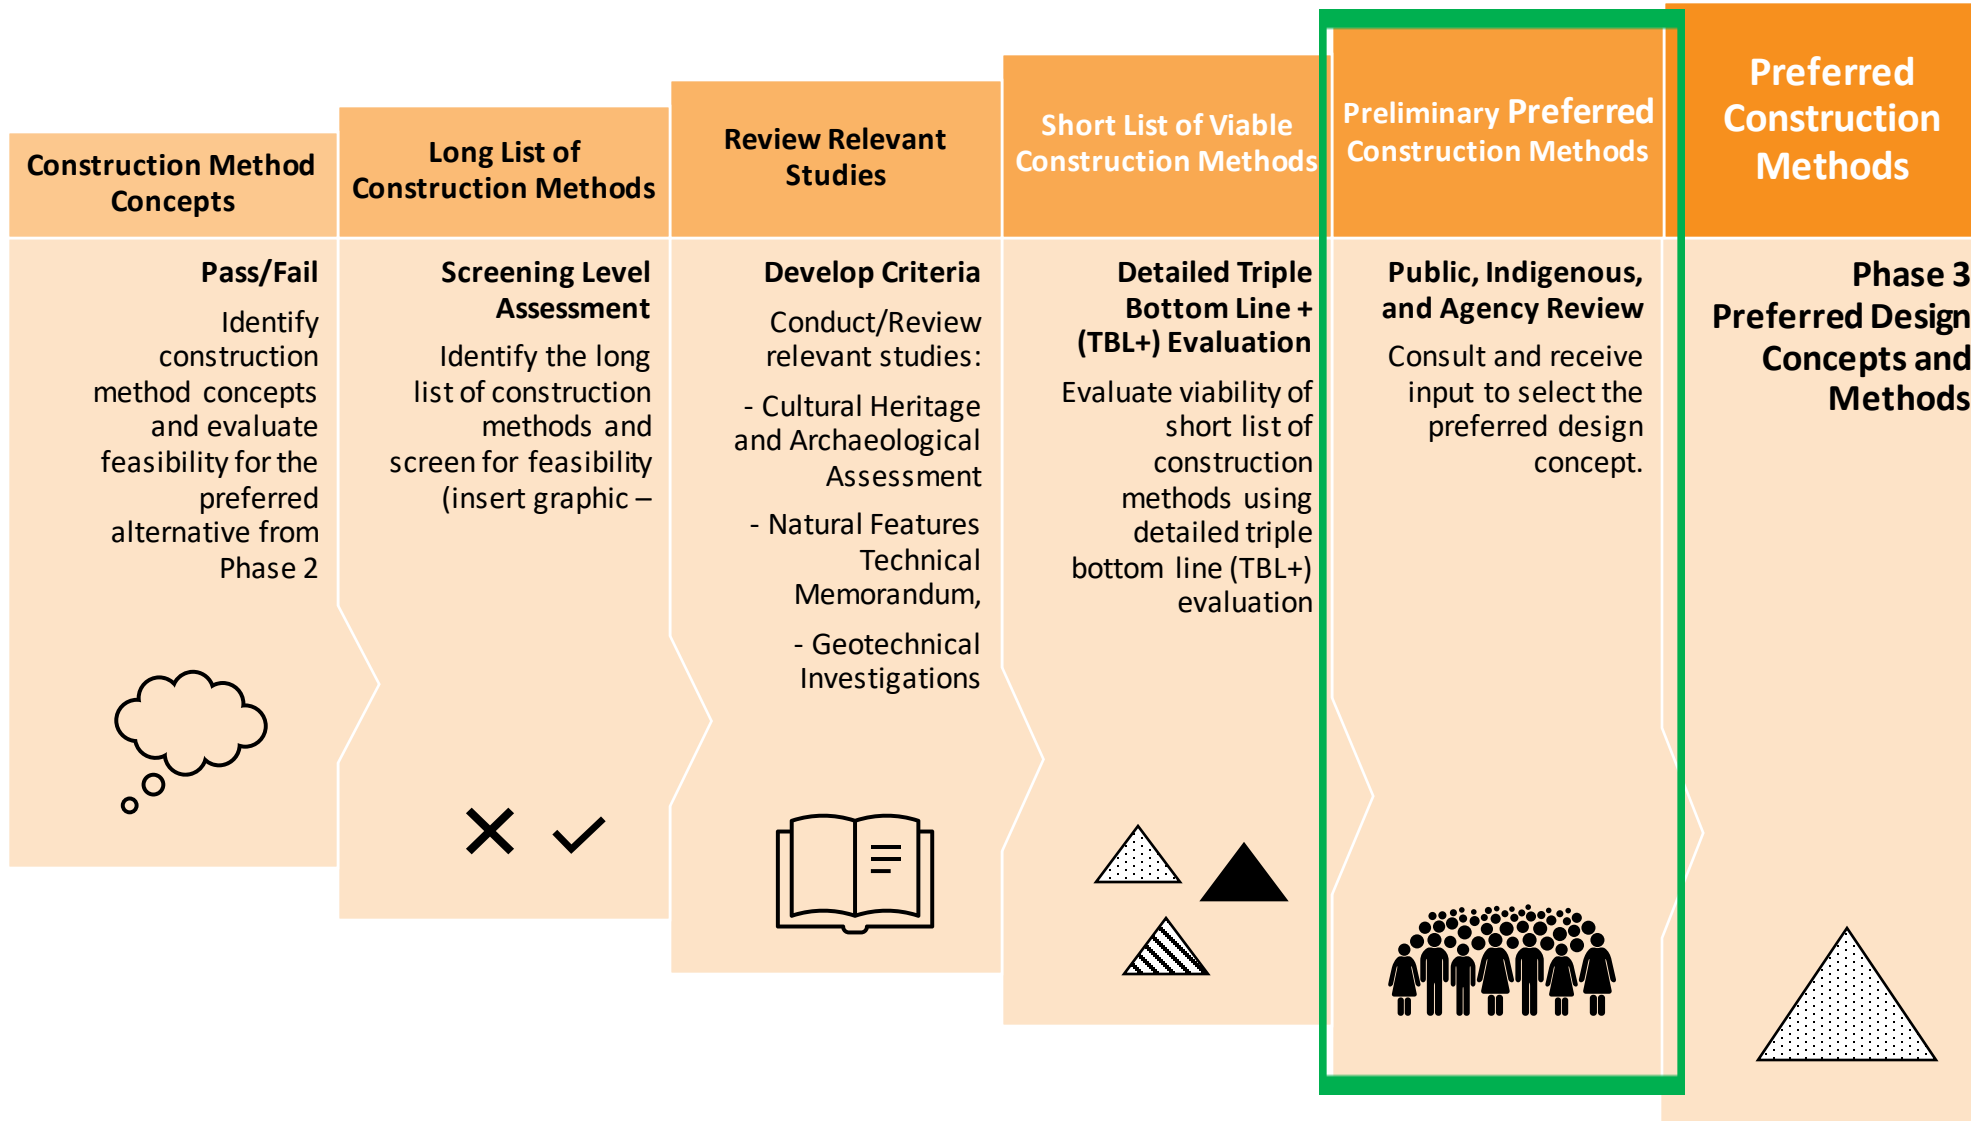 Construction Method
Concepts
Pass/Fail
Identify
construction
method concepts
and evaluate
feasibility for the
preferred
alternative from
Phase 2
Long List of
Construction Methods
Screening Level
Assessment
Identify the long
list of construction
methods and
screen for feasibility
(insert graphic –
Review Relevant
Studies
Develop Criteria
Conduct/Review
relevant studies:
- Cultural Heritage
and Archaeological
Assessment
- Natural Features
Technical
Memorandum,
- Geotechnical
Investigations
Short List of Viable
Construction Methods
Detailed Triple
Bottom Line +
(TBL+) Evaluation
Evaluate viability of
short list of
construction
methods using
detailed triple
bottom line (TBL+)
evaluation
Preliminary Preferred
Construction Methods
Public, Indigenous,
and Agency Review
Consult and receive
input to select the
preferred design
concept.
Preferred
Construction
Methods
Phase 3
Preferred Design
Concepts and
Methods